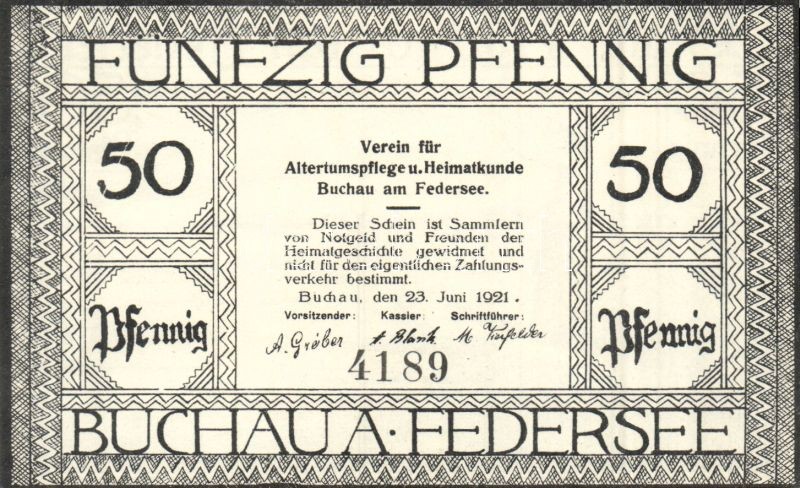 FÜNFZIG PFENNIG
50
50
Verein für
Altertumspflege u. Heimatkunde
Buchau am Federsee.
Dieser Schein ist Sammlern
von Notgeld und Freunden der
Heimatgeschichte gewidmet und
nicht für den eigentlichen Zahlungs-
verkehr bestimmt.
Buchau, den 23. Juni 1921.
Vorsitzender: Kassier: Schriftführer:
A. Gröber Blank M.
4189
Pfennig
Pfennig
BUCHAU A · FEDERSEE